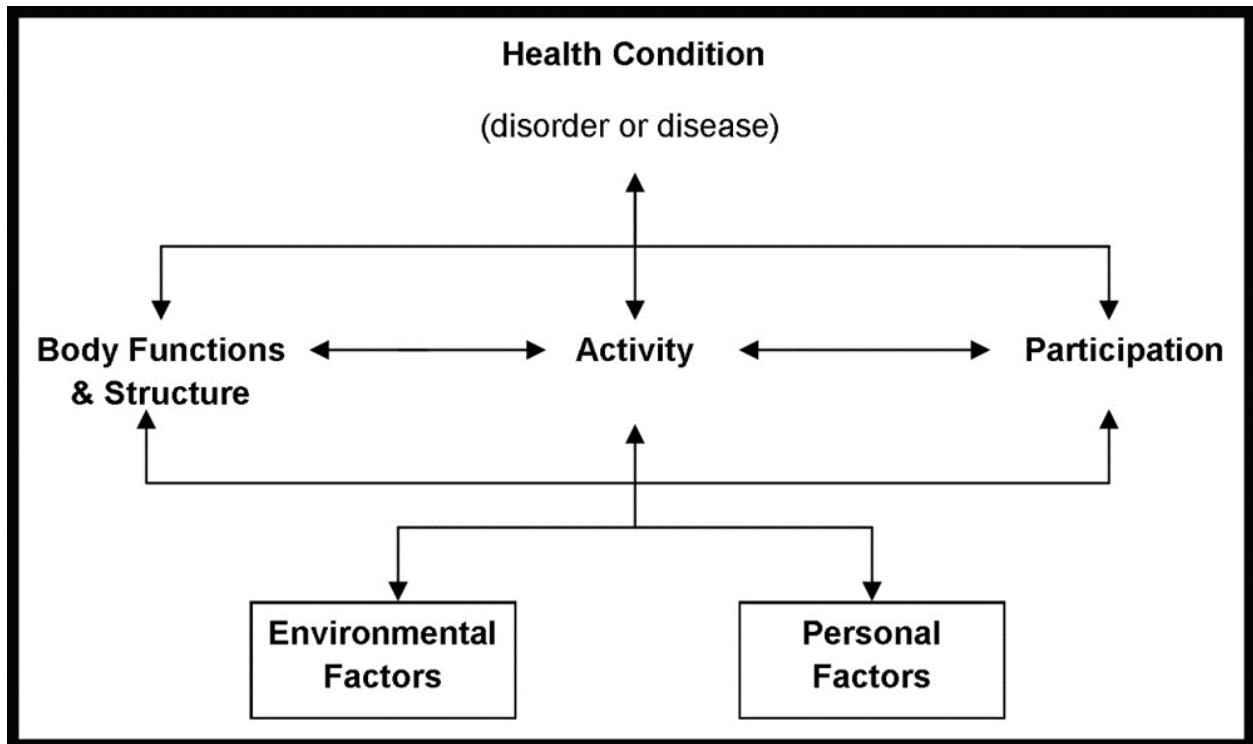 Health Condition
(disorder or disease)
Body Functions
& Structure
Activity
Participation
Environmental
Factors
Personal
Factors